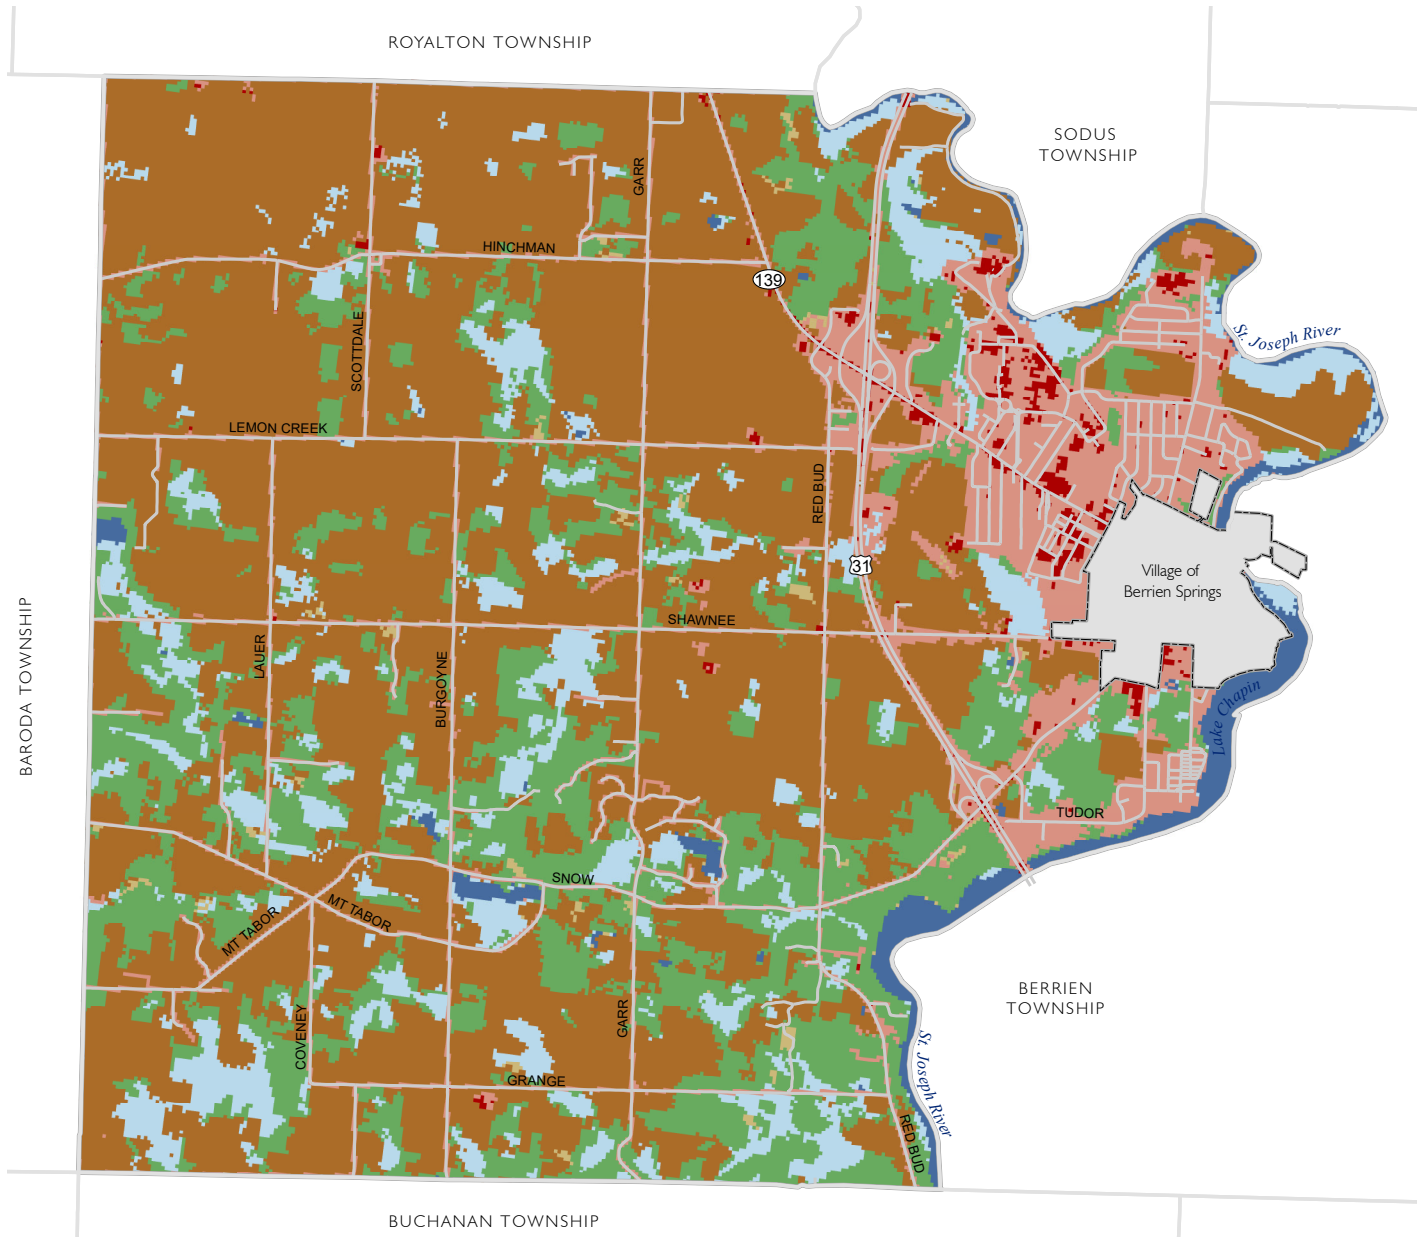 ROYALTON TOWNSHIP
SODUS
TOWNSHIP
GARR
HINCHMAN
139
St. Joseph River
SCOTTDALE
LEMON CREEK
RED BUD
31
Village of
Berrien Springs
BARODA TOWNSHIP
SHAWNEE
LAUER
BURGOYNE
Lake Chapin
TUDOR
SNOW
MT TABOR
MT TABOR
BERRIEN
TOWNSHIP
COVENEY
GARR
St. Joseph River
GRANGE
RED BUD
BUCHANAN TOWNSHIP